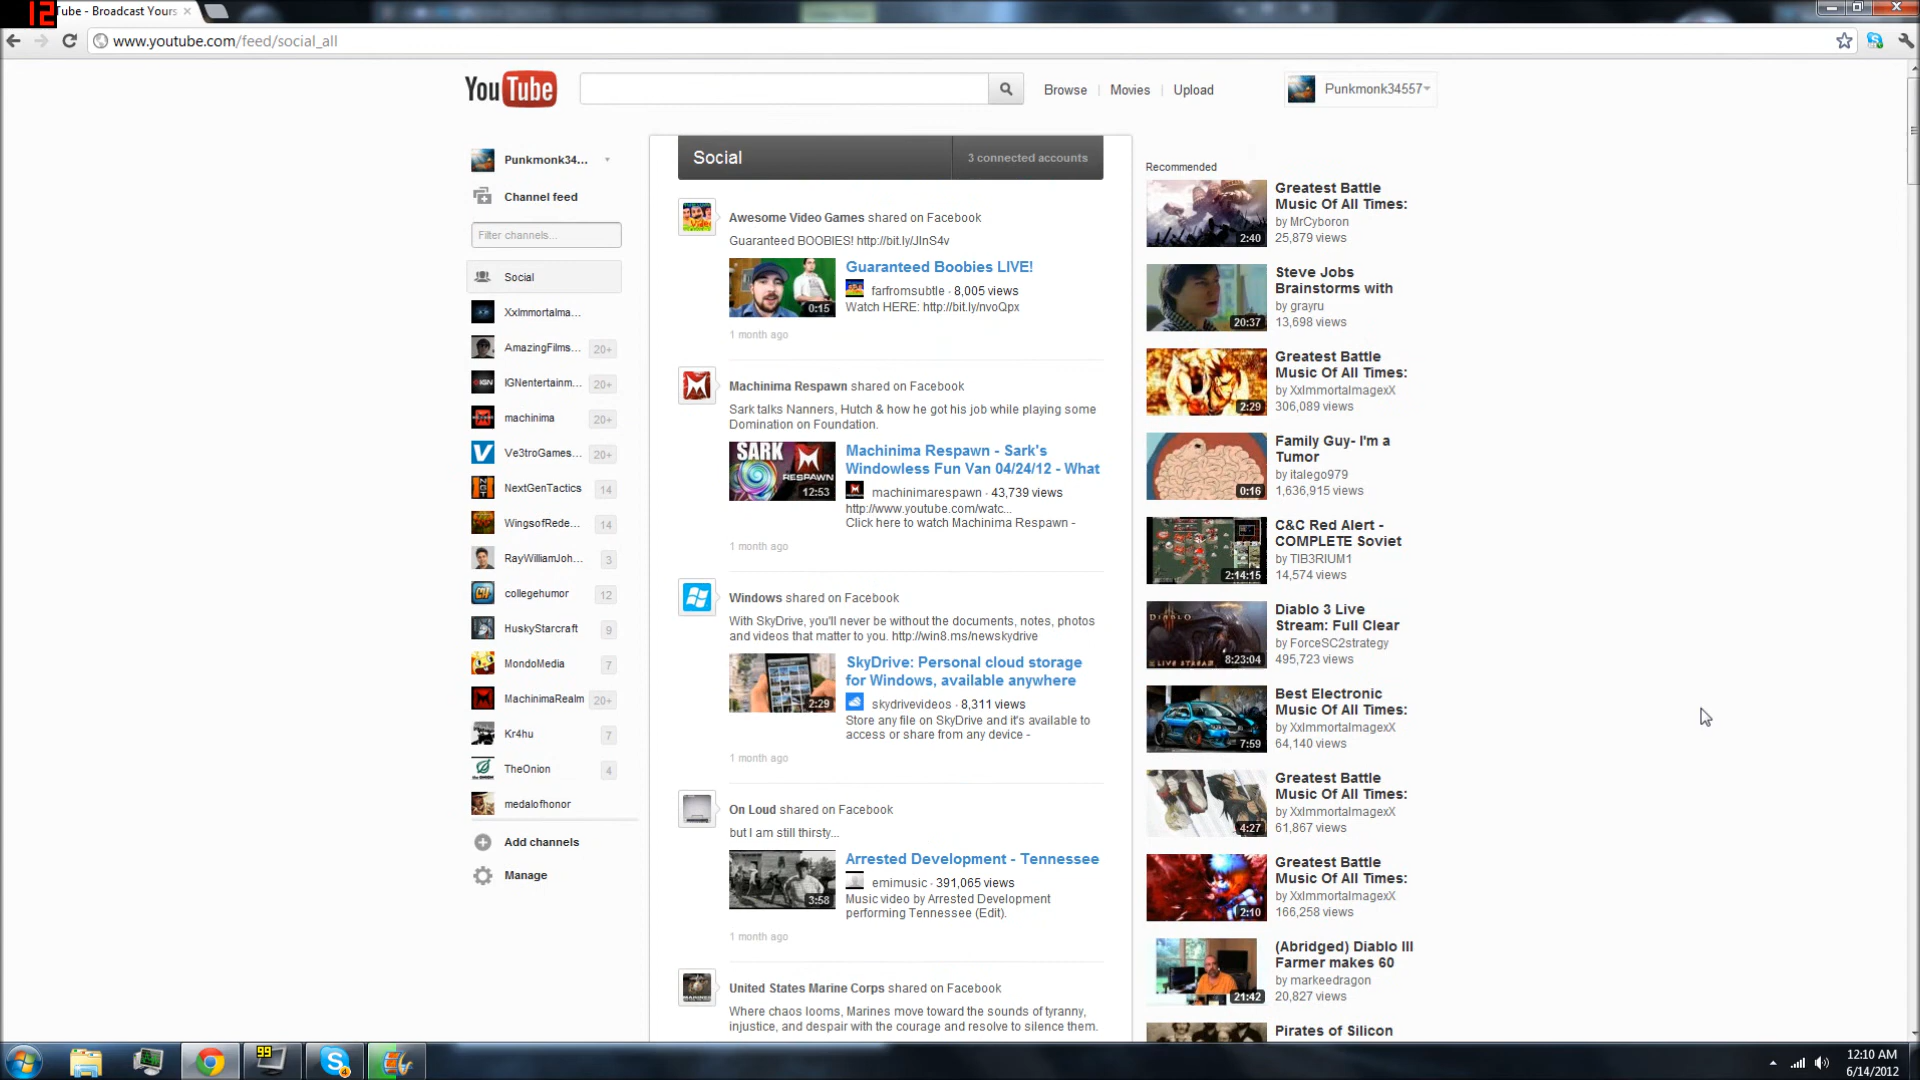 12
Tube - Broadcast Yours
www.youtube.com/feed/social_all
YouTube
Browse | Movies | Upload
Punkmonk34557
Punkmonk34...
Channel feed
Filter channels...
Social
XxImmortalma...
AmazingFilms... 20+
IGNentertainm... 20+
machinima 20+
Ve3troGames... 20+
NextGenTactics 14
WingsofRede... 14
RayWilliamJoh... 3
collegehumor 12
HuskyStarcraft 9
MondoMedia 7
MachinimaRealm 20+
Kr4hu 7
TheOnion 4
medalofhonor
Add channels
Manage
Social
3 connected accounts
Awesome Video Games shared on Facebook
Guaranteed BOOBIES! http://bit.ly/JInS4v
0:15
Guaranteed Boobies LIVE!
farfromsubtle · 8,005 views
Watch HERE: http://bit.ly/nvoQpx
1 month ago
Machinima Respawn shared on Facebook
Sark talks Nanners, Hutch & how he got his job while playing some
Domination on Foundation.
SARK
RESPAWN
12:53
Machinima Respawn - Sark's
Windowless Fun Van 04/24/12 - What
machinimarespawn · 43,739 views
http://www.youtube.com/watc...
Click here to watch Machinima Respawn -
1 month ago
Windows shared on Facebook
With SkyDrive, you'll never be without the documents, notes, photos
and videos that matter to you. http://win8.ms/newskydrive
2:29
SkyDrive: Personal cloud storage
for Windows, available anywhere
skydrivevideos · 8,311 views
Store any file on SkyDrive and it's available to
access or share from any device -
1 month ago
On Loud shared on Facebook
but I am still thirsty...
3:58
Arrested Development - Tennessee
emimusic · 391,065 views
Music video by Arrested Development
performing Tennessee (Edit).
1 month ago
United States Marine Corps shared on Facebook
Where chaos looms, Marines move toward the sounds of tyranny,
injustice, and despair with the courage and resolve to silence them.
Recommended
2:40
Greatest Battle
Music Of All Times:
by MrCyboron
25,879 views
20:37
Steve Jobs
Brainstorms with
by grayru
13,698 views
2:29
Greatest Battle
Music Of All Times:
by XxImmortalmagexX
306,089 views
0:16
Family Guy- I'm a
Tumor
by italego979
1,636,915 views
2:14:15
C&C Red Alert -
COMPLETE Soviet
by TIB3RIUM1
14,574 views
DIABLO
LIVE STREAM
8:23:04
Diablo 3 Live
Stream: Full Clear
by ForceSC2strategy
495,723 views
7:59
Best Electronic
Music Of All Times:
by XxImmortalmagexX
64,140 views
4:27
Greatest Battle
Music Of All Times:
by XxImmortalmagexX
61,867 views
2:10
Greatest Battle
Music Of All Times:
by XxImmortalmagexX
166,258 views
21:42
(Abridged) Diablo III
Farmer makes 60
by markeedragon
20,827 views
Pirates of Silicon
99
4
12:10 AM
6/14/2012